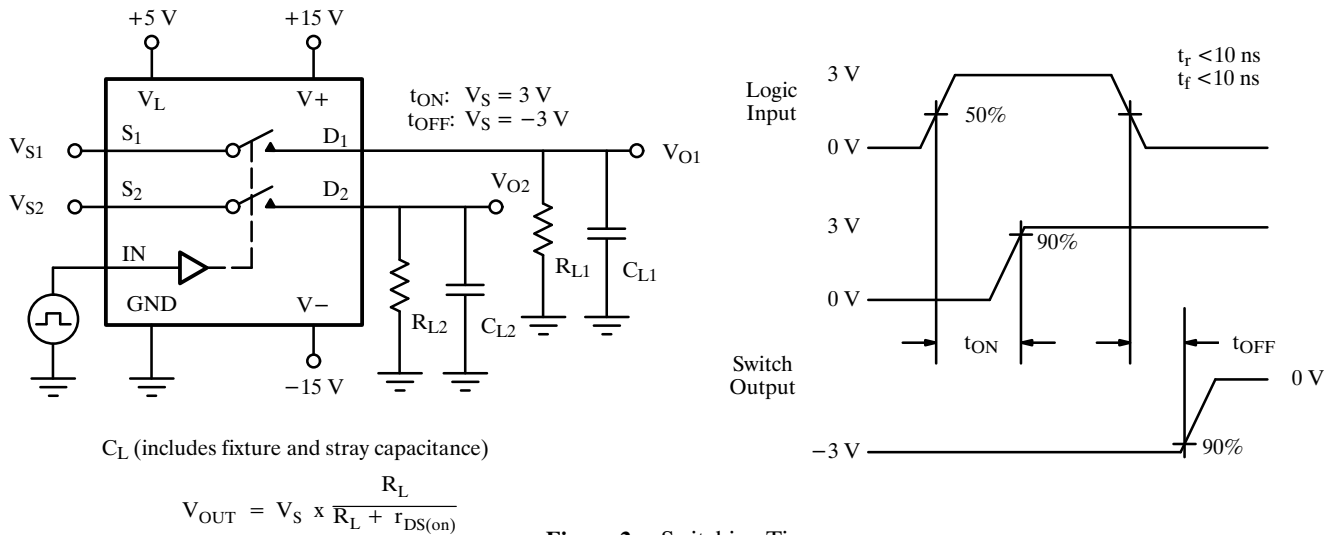 +5 V
+15 V
VL
V+
tON: VS = 3 V
tOFF: VS = −3 V
VS1
S1
D1
VO1
VS2
S2
D2
VO2
IN
RL1
CL1
GND
V−
RL2
CL2
−15 V
CL (includes fixture and stray capacitance)
VOUT = VS x RL
RL + rDS(on)
tr <10 ns
tf <10 ns
Logic
Input
3 V
50%
0 V
3 V
90%
0 V
tON
tOFF
Switch
Output
0 V
−3 V
90%